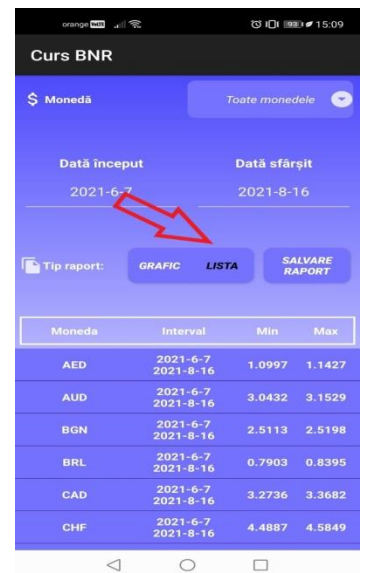 orange 15:09
Curs BNR
$ Monedă Toate monedele
Dată început Dată sfârșit
2021-6-7 2021-8-16
Tip raport: GRAFIC LISTA SALVARE RAPORT
Moneda Interval Min Max
AED 2021-6-7 2021-8-16 1.0997 1.1427
AUD 2021-6-7 2021-8-16 3.0432 3.1529
BGN 2021-6-7 2021-8-16 2.5113 2.5198
BRL 2021-6-7 2021-8-16 0.7903 0.8395
CAD 2021-6-7 2021-8-16 3.2736 3.3682
CHF 2021-6-7 2021-8-16 4.4887 4.5849